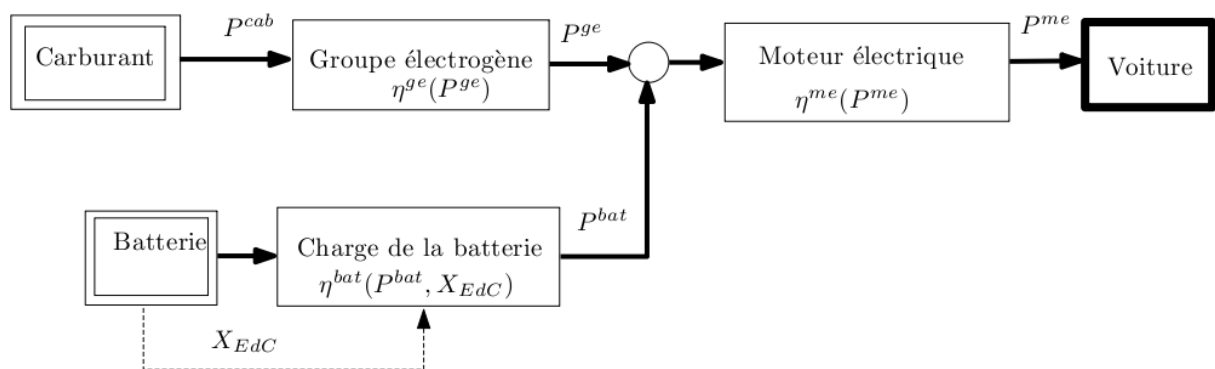 Carburant
P^{cab}
Groupe électrogène
η^{ge}(P^{ge})
P^{ge}
Moteur électrique
η^{me}(P^{me})
P^{me}
Voiture
Batterie
Charge de la batterie
η^{bat}(P^{bat}, X_{EdC})
P^{bat}
X_{EdC}